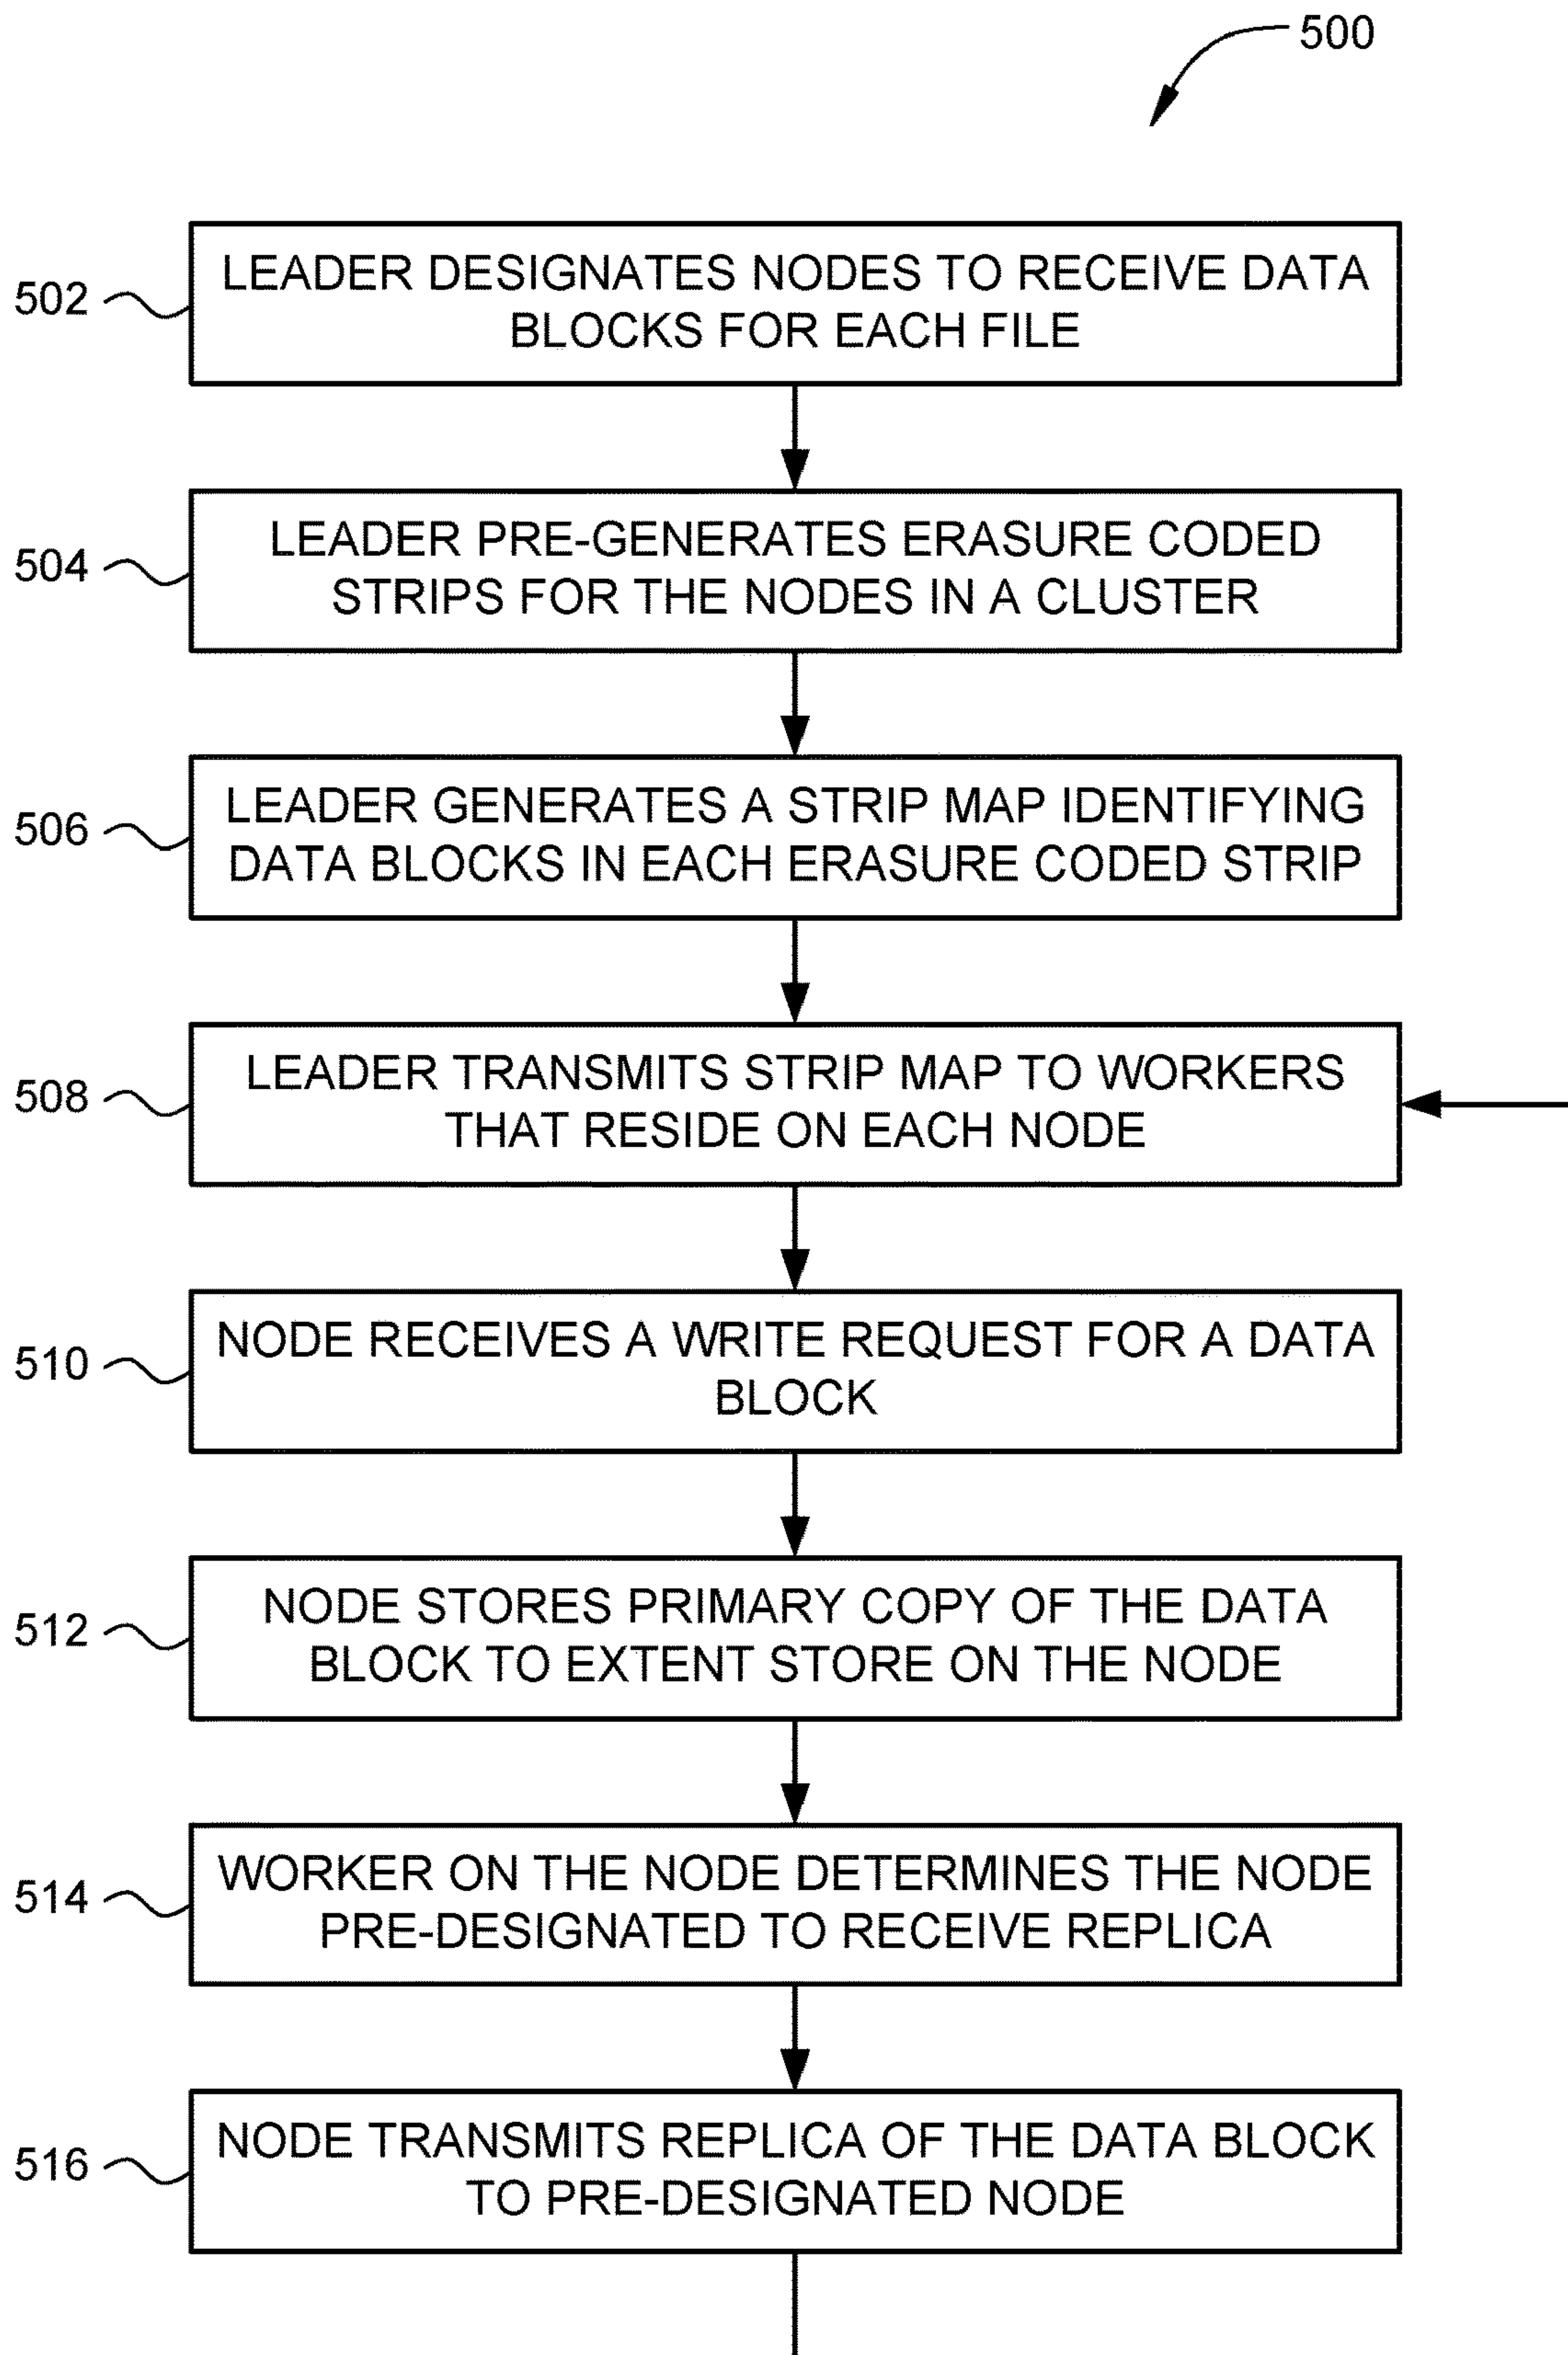 500
502
LEADER DESIGNATES NODES TO RECEIVE DATA
BLOCKS FOR EACH FILE
504
LEADER PRE-GENERATES ERASURE CODED
STRIPS FOR THE NODES IN A CLUSTER
506
LEADER GENERATES A STRIP MAP IDENTIFYING
DATA BLOCKS IN EACH ERASURE CODED STRIP
508
LEADER TRANSMITS STRIP MAP TO WORKERS
THAT RESIDE ON EACH NODE
510
NODE RECEIVES A WRITE REQUEST FOR A DATA
BLOCK
512
NODE STORES PRIMARY COPY OF THE DATA
BLOCK TO EXTENT STORE ON THE NODE
514
WORKER ON THE NODE DETERMINES THE NODE
PRE-DESIGNATED TO RECEIVE REPLICA
516
NODE TRANSMITS REPLICA OF THE DATA BLOCK
TO PRE-DESIGNATED NODE